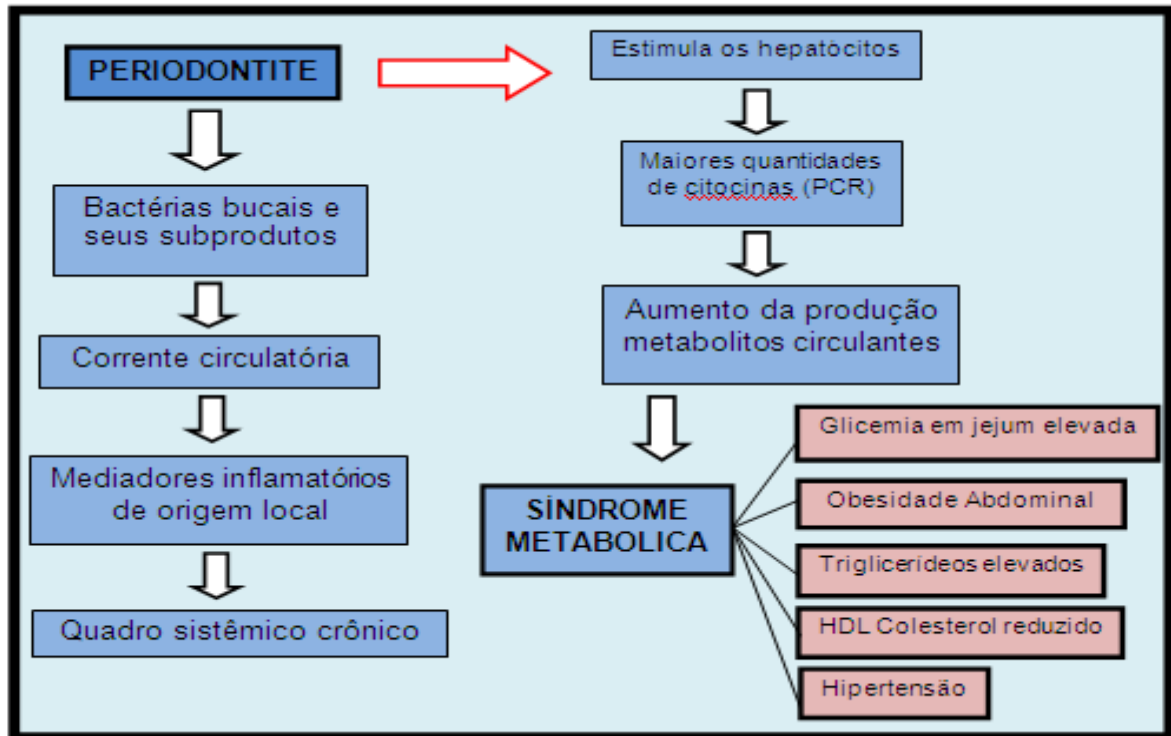 PERIODONTITE
Bactérias bucais e
seus subprodutos
Corrente circulatória
Mediadores inflamatórios
de origem local
Quadro sistêmico crônico
Estimula os hepatócitos
Maiores quantidades
de citocinas (PCR)
Aumento da produção
metabolitos circulantes
SÍNDROME
METABOLICA
Glicemia em jejum elevada
Obesidade Abdominal
Triglicerídeos elevados
HDL Colesterol reduzido
Hipertensão